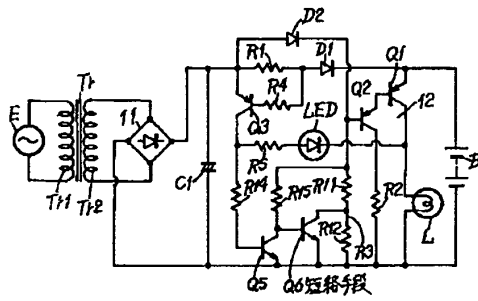 D2
R1
D1
Q1
Tr
R4
Q2
E
11
Q3
LED
12
B
R5
C1
R14
R15
R11
R2
Tr1
Tr2
R12
R3
L
Q5
Q6短絡手段